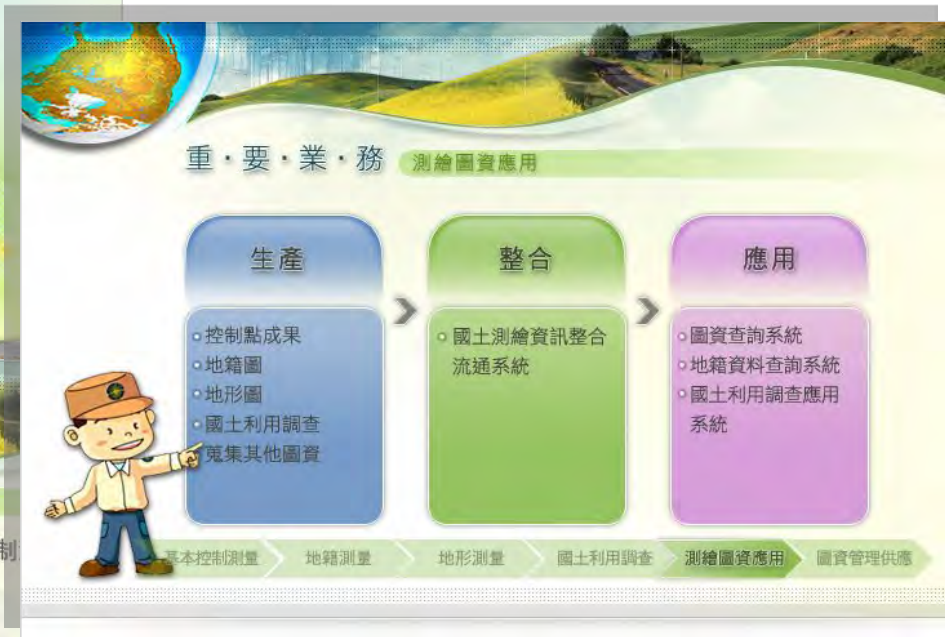 重・要・業・務 測繪圖資應用
生產
控制點成果
地籍圖
地形圖
國土利用調查
蒐集其他圖資
整合
國土測繪資訊整合
流通系統
應用
圖資查詢系統
地籍資料查詢系統
國土利用調查應用
系統
制
基本控制測量 地籍測量 地形測量 國土利用調查 測繪圖資應用 圖資管理供應